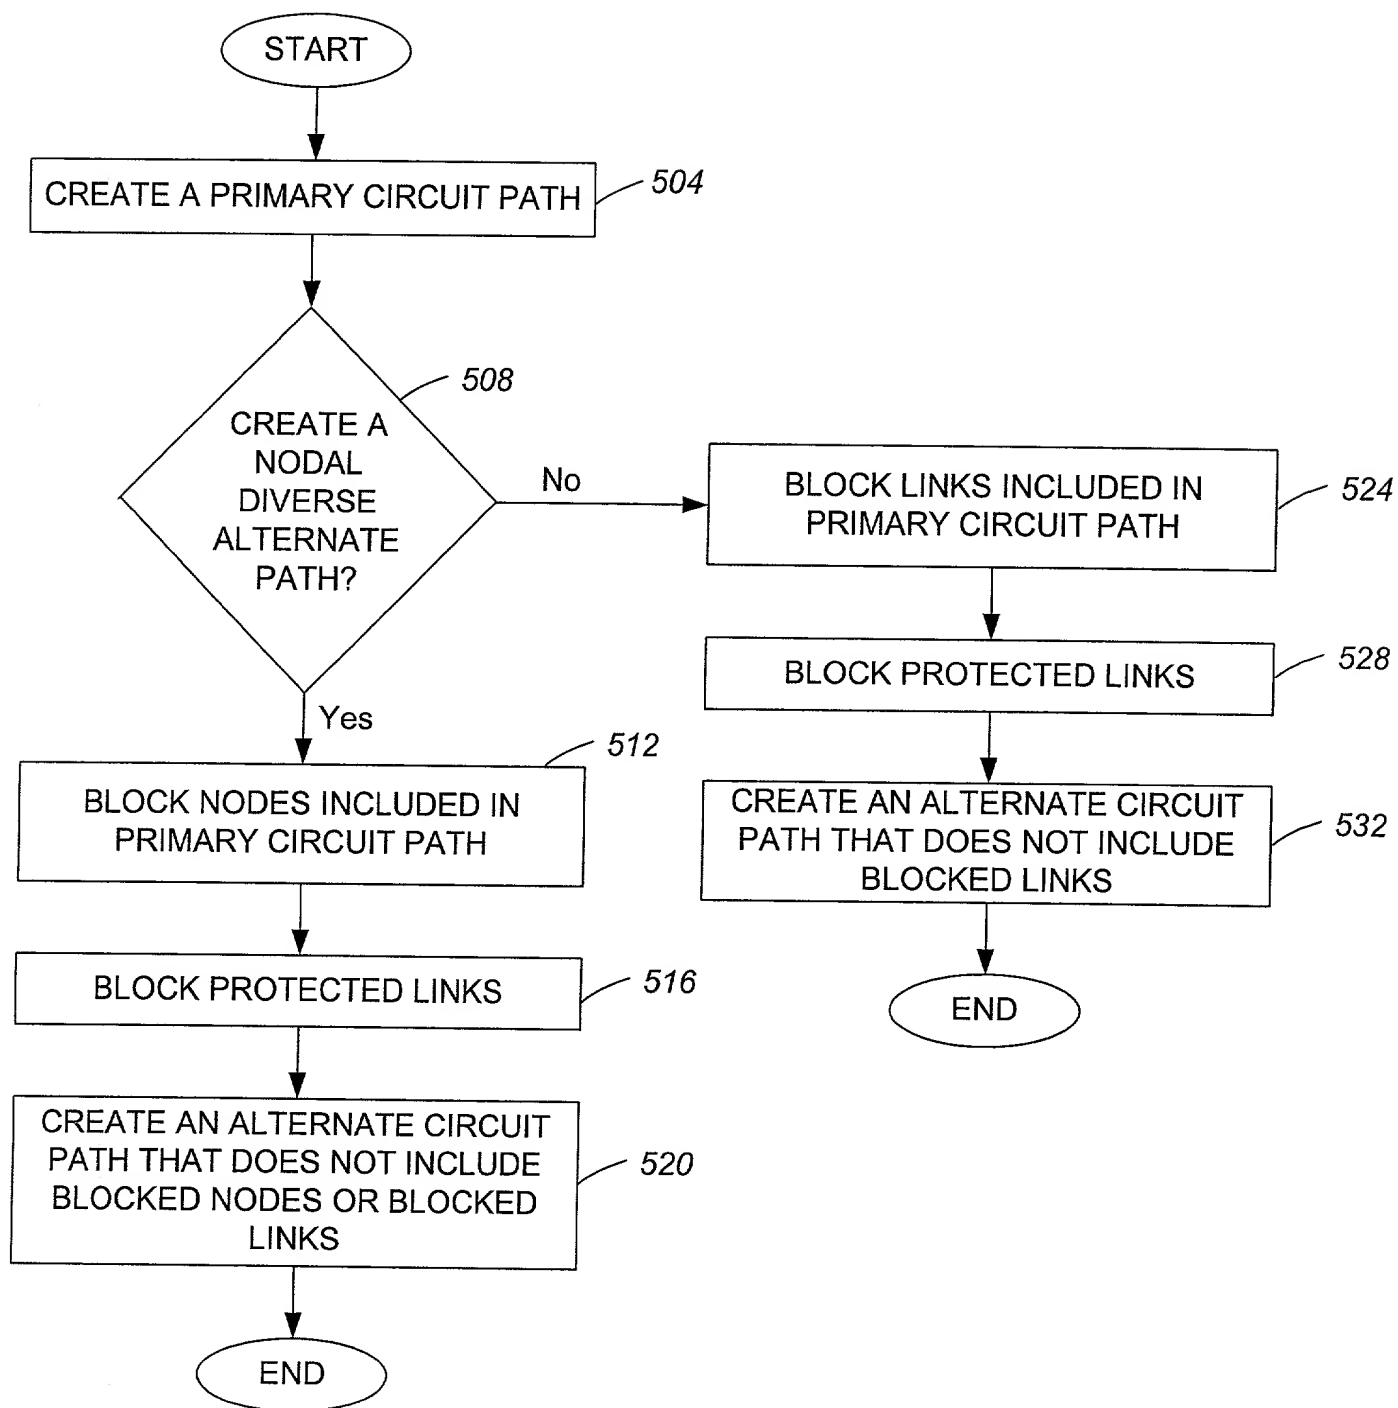 START
CREATE A PRIMARY CIRCUIT PATH
504
508
CREATE A
NODAL
DIVERSE
ALTERNATE
PATH?
No
Yes
512
BLOCK NODES INCLUDED IN
PRIMARY CIRCUIT PATH
BLOCK PROTECTED LINKS
516
CREATE AN ALTERNATE CIRCUIT
PATH THAT DOES NOT INCLUDE
BLOCKED NODES OR BLOCKED
LINKS
520
END
BLOCK LINKS INCLUDED IN
PRIMARY CIRCUIT PATH
524
BLOCK PROTECTED LINKS
528
CREATE AN ALTERNATE CIRCUIT
PATH THAT DOES NOT INCLUDE
BLOCKED LINKS
532
END